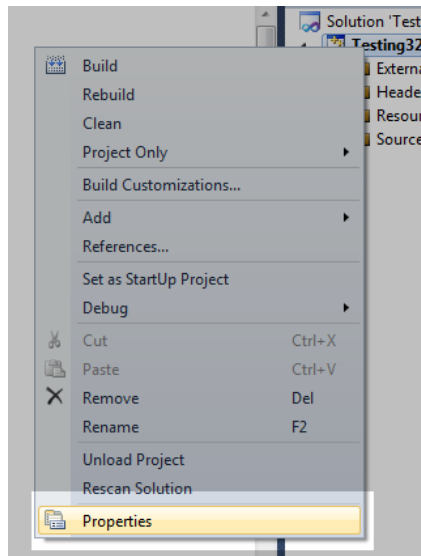 Solution 'Test
Testing32
Build
Externa
Rebuild
Heade
Clean
Resour
Project Only
Source
Build Customizations...
Add
References...
Set as StartUp Project
Debug
Cut Ctrl+X
Paste Ctrl+V
Remove Del
Rename F2
Unload Project
Rescan Solution
Properties